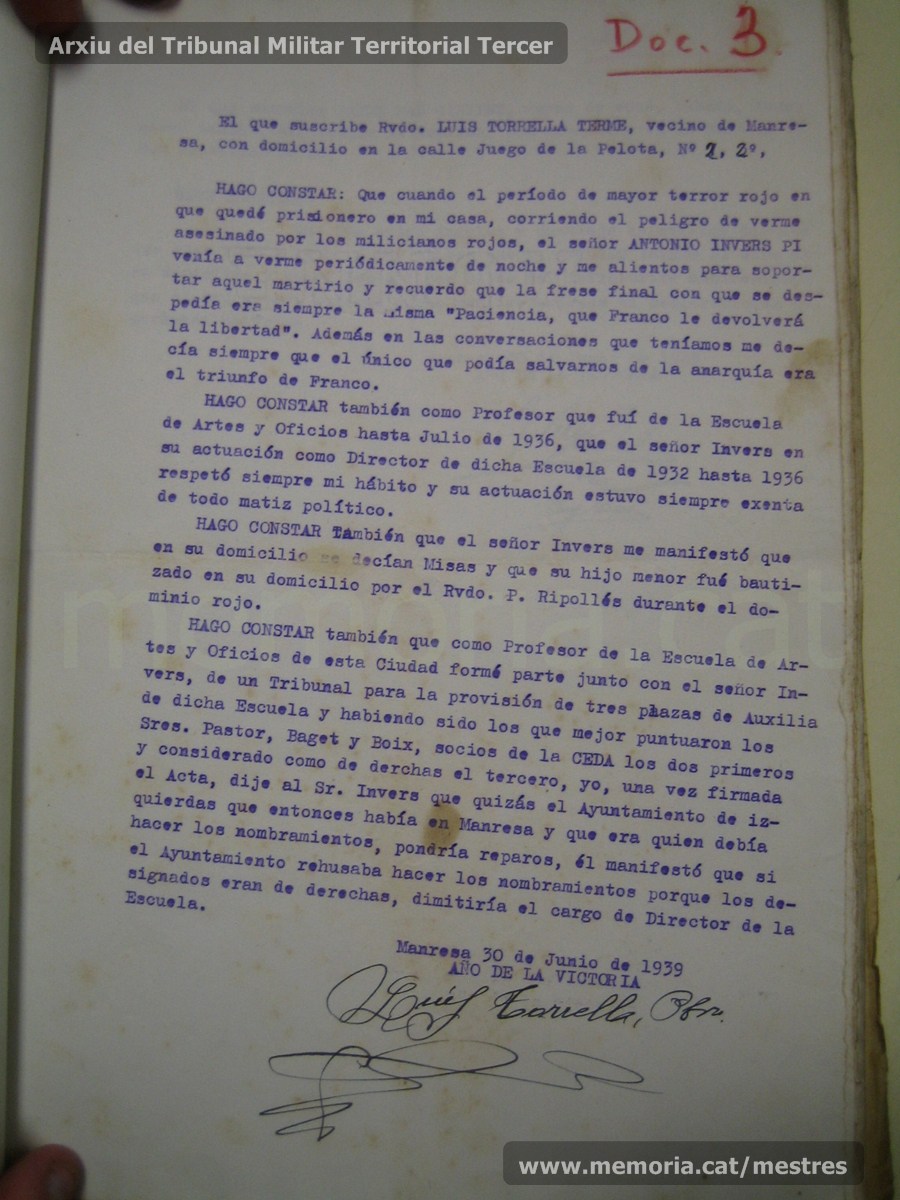 Arxiu del Tribunal Militar Territorial Tercer
Doc. 3.
El que suscribe Rvdo. LUIS TORRELLA TERME, vecino de Manre-
sa, con domicilio en la calle Juego de la Pelota, Nº 2, 2º,
HAGO CONSTAR: Que cuando el período de mayor terror rojo en
que quedé prisionero en mi casa, corriendo el peligro de verme
asesinado por los milicianos rojos, el señor ANTONIO INVERS PI
venía a verme periódicamente de noche y me alientos para sopor-
tar aquel martirio y recuerdo que la frese final con que se des-
pedía era siempre la misma "Paciencia, que Franco le devolverá
la libertad". Además en las conversaciones que teníamos me de-
cía siempre que el único que podía salvarnos de la anarquía era
el triunfo de Franco.
HAGO CONSTAR también como Profesor que fuí de la Escuela
de Artes y Oficios hasta Julio de 1936, que el señor Invers en
su actuación como Director de dicha Escuela de 1932 hasta 1936
respetó siempre mi hábito y su actuación estuvo siempre exenta
de todo matiz político.
HAGO CONSTAR También que el señor Invers me manifestó que
en su domicilio se decían Misas y que su hijo menor fué bauti-
zado en su domicilio por el Rvdo. P. Ripollés durante el do-
minio rojo.
HAGO CONSTAR también que como Profesor de la Escuela de Ar-
tes y Oficios de esta Ciudad formé parte junto con el señor In-
vers, de un Tribunal para la provisión de tres plazas de Auxilia
de dicha Escuela y habiendo sido los que mejor puntuaron los
Sres. Pastor, Baget y Boix, socios de la CEDA los dos primeros
y considerado como de derchas el tercero, yo, una vez firmada
el Acta, dije al Sr. Invers que quizás el Ayuntamiento de iz-
quierdas que entonces había en Manresa y que era quien debía
hacer los nombramientos, pondría reparos, él manifestó que si
el Ayuntamiento rehusaba hacer los nombramientos porque los de-
signados eran de derechas, dimitiría el cargo de Director de la
Escuela.
Manresa 30 de Junio de 1939
AÑO DE LA VICTORIA
Luís Torrella, Pbro.
memoria.cat
www.memoria.cat/mestres